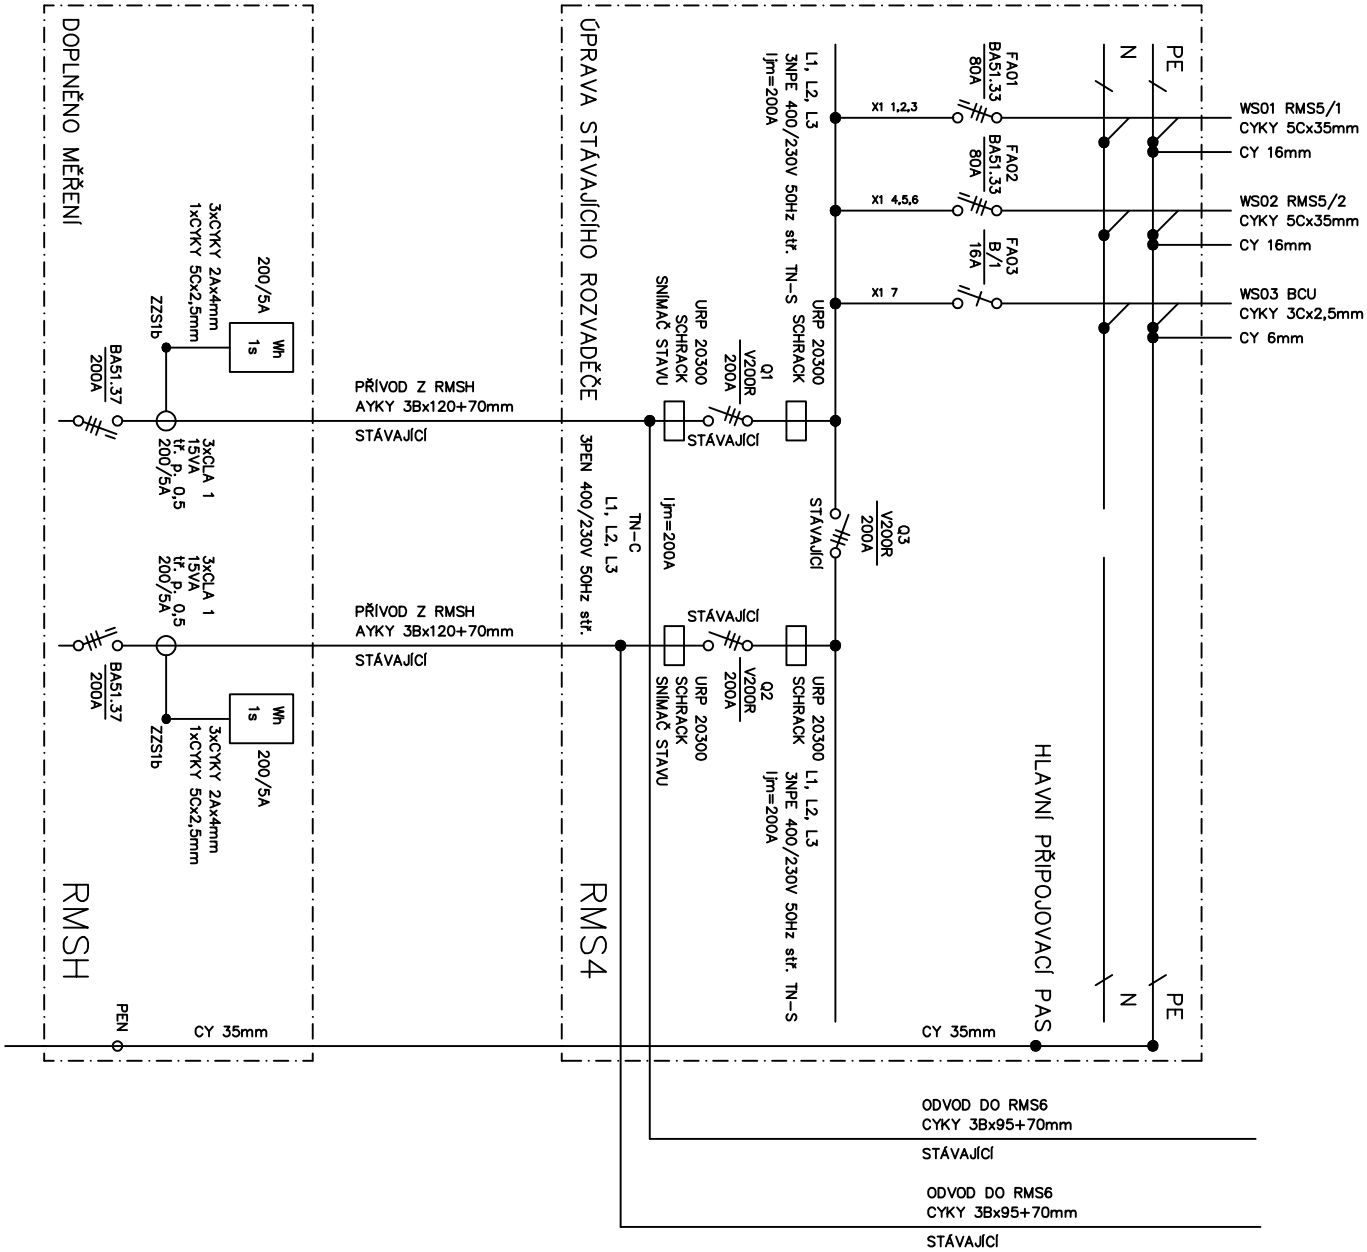 DOPLNĚNO MĚŘENÍ
3xCYKY 2Ax4mm
1xCYKY 5Cx2,5mm
200/5A
Wh
1s
ZZS1b
BA51.37
200A
3xCLA 1
15VA
tř. p. 0,5
200/5A
PŘÍVOD Z RMSH
AYKY 3Bx120+70mm
STÁVAJÍCÍ
3xCLA 1
15VA
tř. p. 0,5
200/5A
PŘÍVOD Z RMSH
AYKY 3Bx120+70mm
STÁVAJÍCÍ
BA51.37
200A
Wh
1s
ZZS1b
200/5A
3xCYKY 2Ax4mm
1xCYKY 5Cx2,5mm
RMSH
PEN
CY 35mm
ÚPRAVA STÁVAJÍCÍHO ROZVADĚČE
L1, L2, L3
3NPE 400/230V 50Hz stř. TN-S
Ijm=200A
URP 20300
SCHRACK
SNÍMAČ STAVU
Q1
V200R
200A
STÁVAJÍCÍ
URP 20300
SCHRACK
X1 1,2,3
FA01
BA51.33
80A
X1 4,5,6
FA02
BA51.33
80A
X1 7
FA03
B/1
16A
N
PE
WS01 RMS5/1
CYKY 5Cx35mm
CY 16mm
WS02 RMS5/2
CYKY 5Cx35mm
CY 16mm
WS03 BCU
CYKY 3Cx2,5mm
CY 6mm
Q3
V200R
200A
STÁVAJÍCÍ
Ijm=200A
TN-C
L1, L2, L3
3PEN 400/230V 50Hz stř.
STÁVAJÍCÍ
Q2
V200R
200A
URP 20300
SCHRACK
SNÍMAČ STAVU
URP 20300
SCHRACK
L1, L2, L3
3NPE 400/230V 50Hz stř. TN-S
Ijm=200A
HLAVNÍ PŘIPOJOVACÍ PAS
N
PE
RMS4
CY 35mm
ODVOD DO RMS6
CYKY 3Bx95+70mm
STÁVAJÍCÍ
ODVOD DO RMS6
CYKY 3Bx95+70mm
STÁVAJÍCÍ